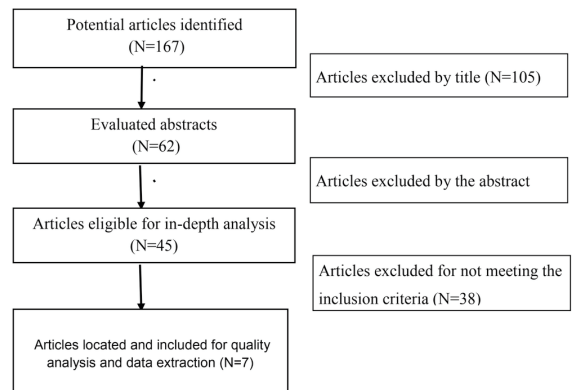 Potential articles identified
(N=167)
Articles excluded by title (N=105)
Evaluated abstracts
(N=62)
Articles excluded by the abstract
Articles eligible for in-depth analysis
(N=45)
Articles excluded for not meeting the
inclusion criteria (N=38)
Articles located and included for quality
analysis and data extraction (N=7)